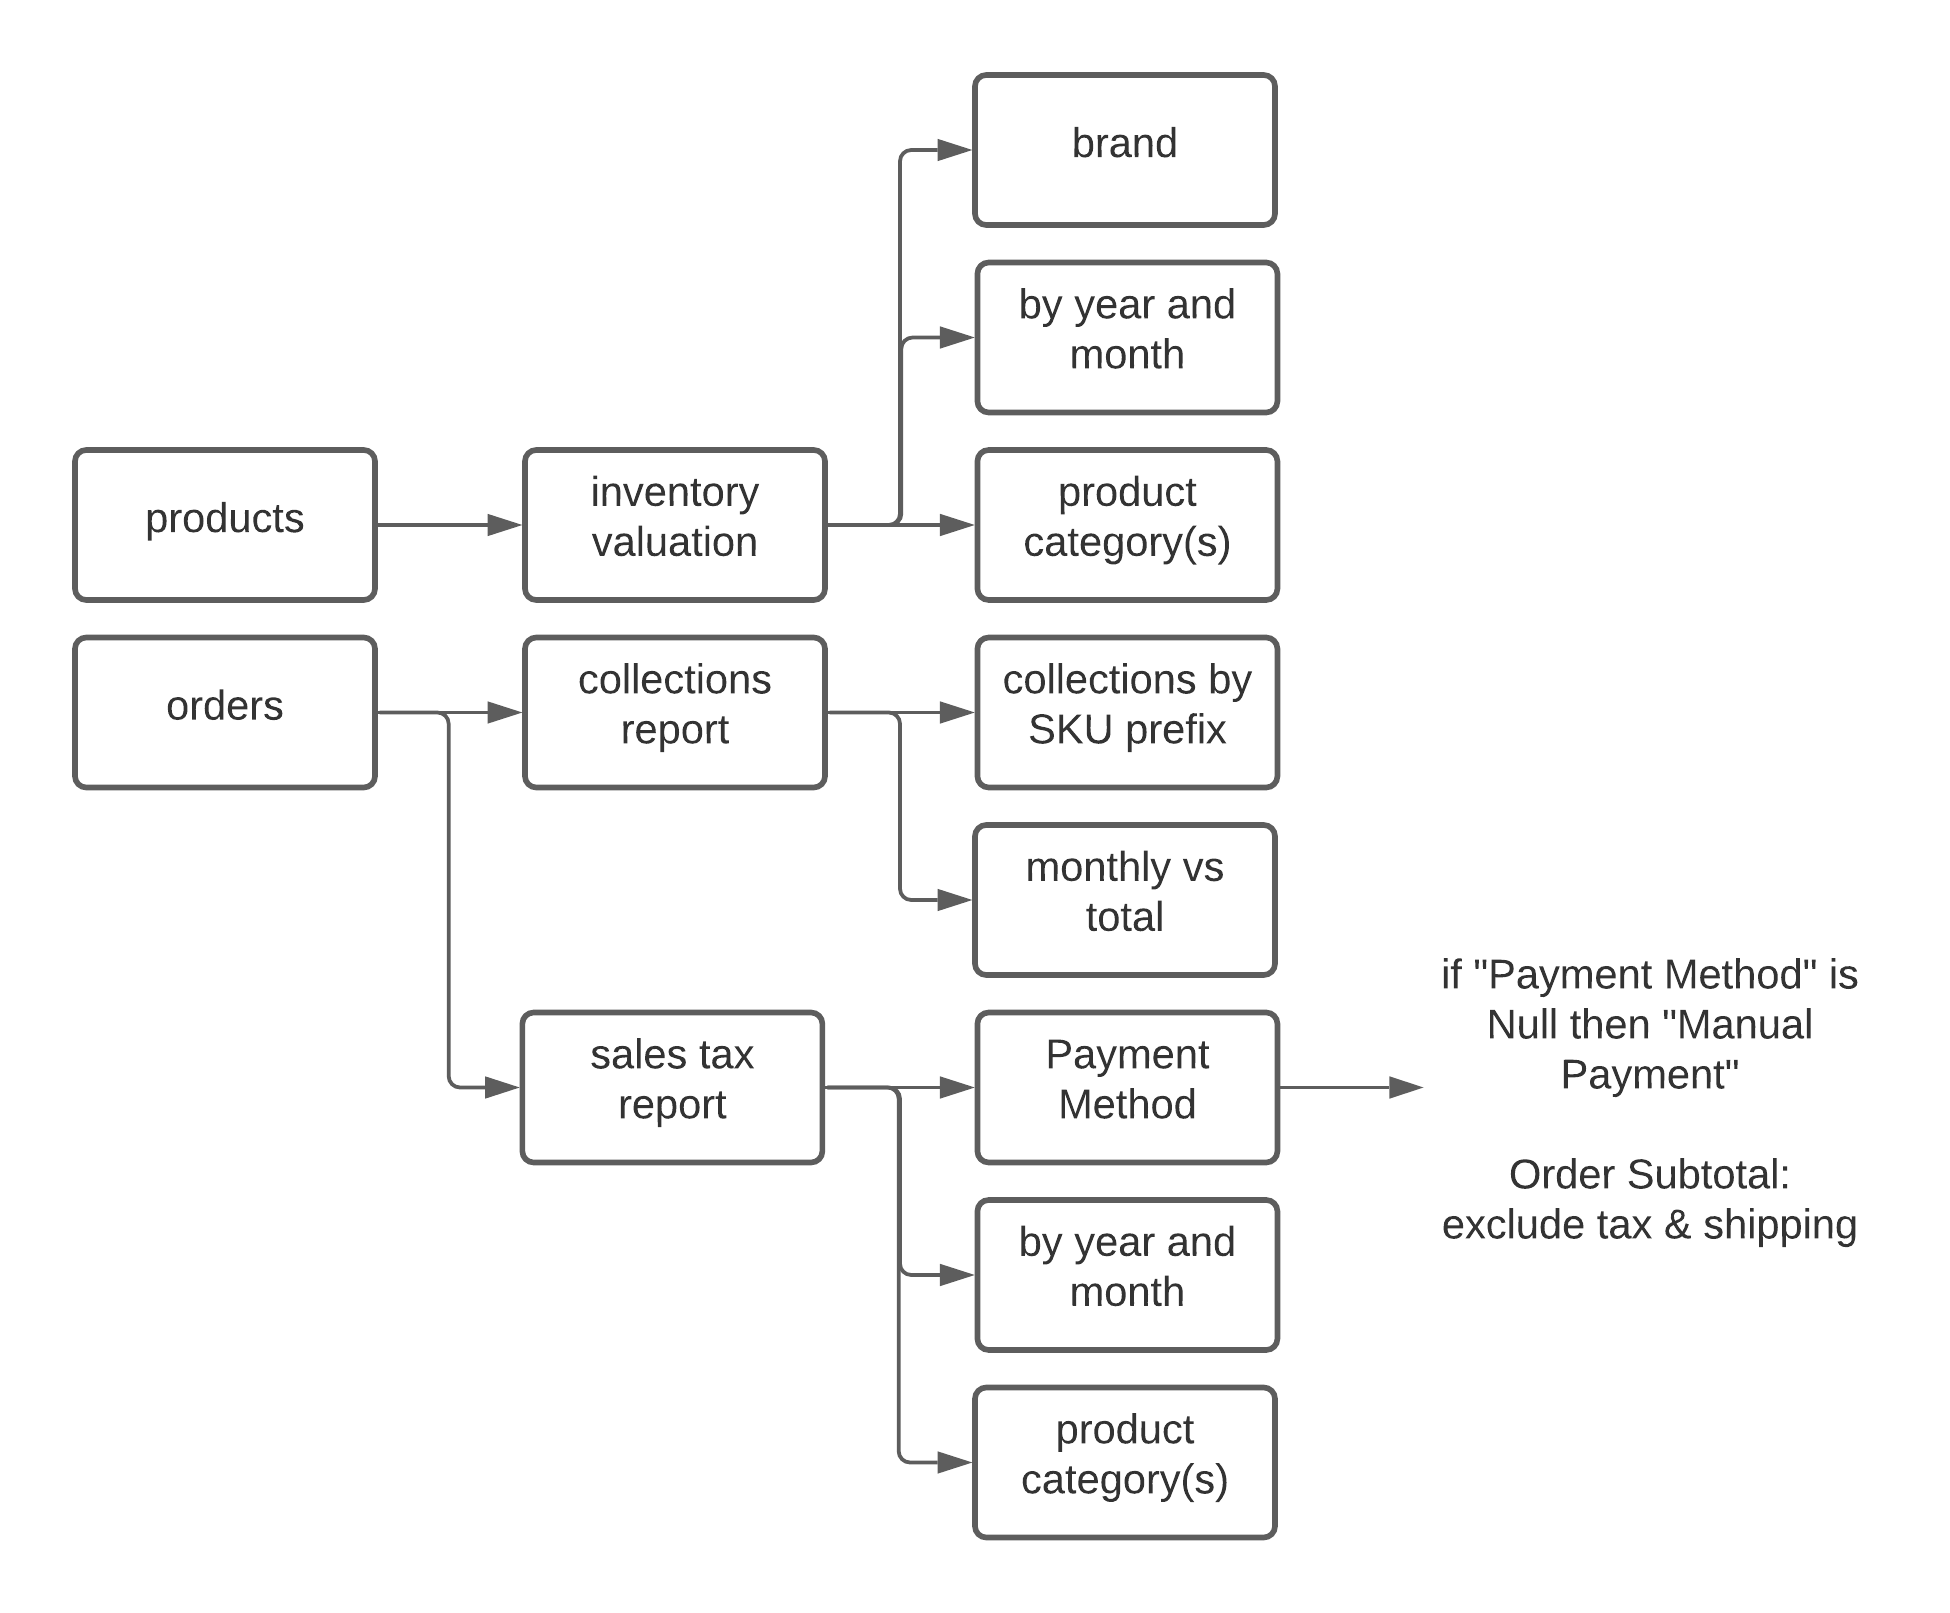 brand
by year and
month
products
inventory
valuation
product
category(s)
orders
collections
report
collections by
SKU prefix
monthly vs
total
sales tax
report
Payment
Method
if "Payment Method" is
Null then "Manual
Payment"
Order Subtotal:
exclude tax & shipping
by year and
month
product
category(s)